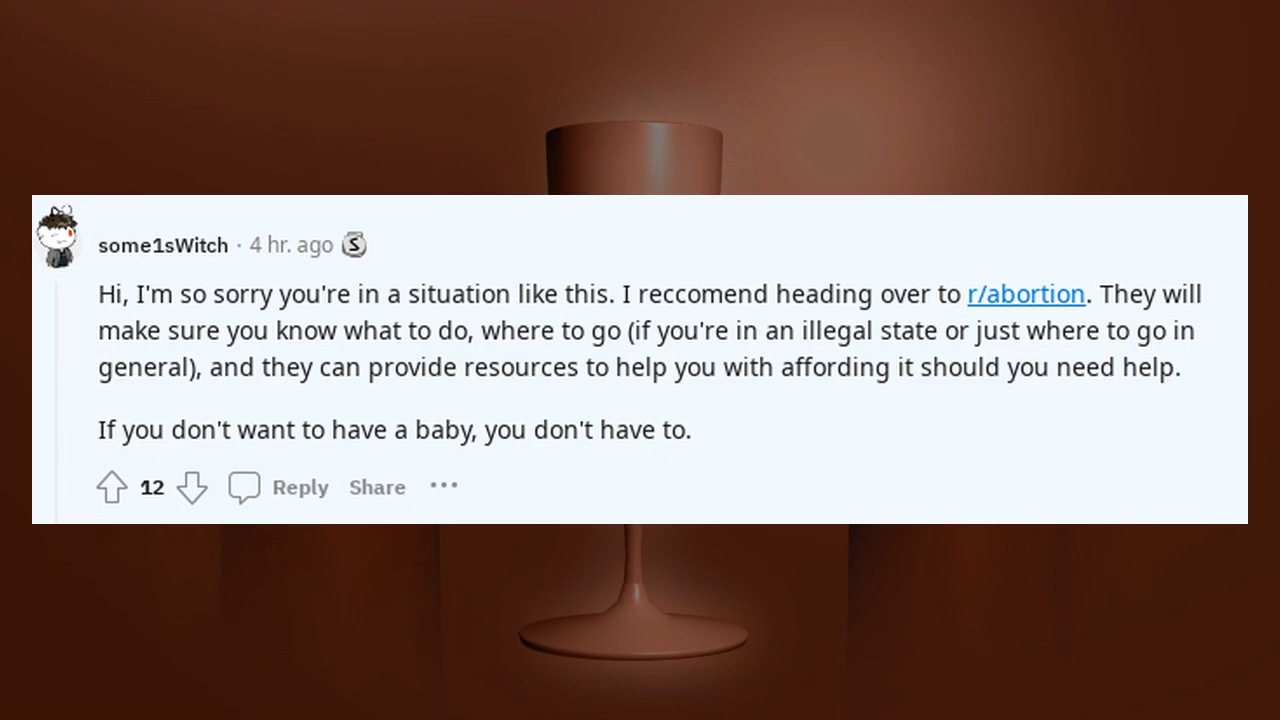 some1sWitch · 4 hr. ago S
Hi, I'm so sorry you're in a situation like this. I reccomend heading over to r/abortion. They will
make sure you know what to do, where to go (if you're in an illegal state or just where to go in
general), and they can provide resources to help you with affording it should you need help.
If you don't want to have a baby, you don't have to.
12 Reply Share ···